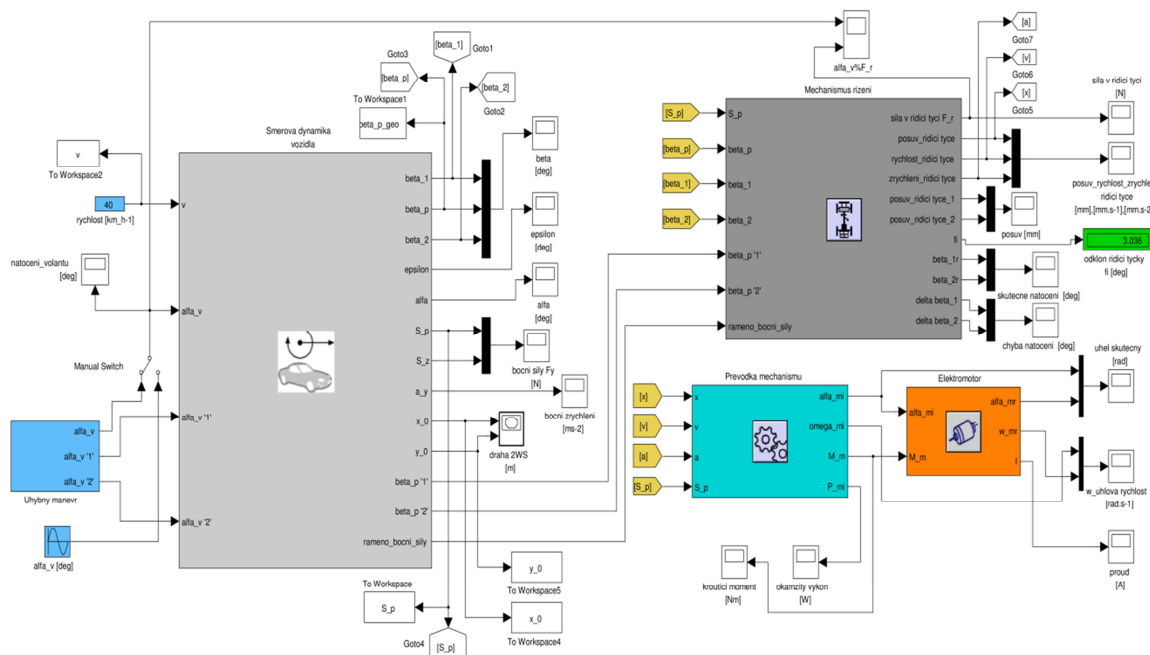 [beta_1]
Goto1
Goto3
[beta_p]
To Workspace1
beta_p_geo
[beta_2]
Goto2
Smerova dynamika
vozidla
v
To Workspace2
40
rychlost [km_h-1]
natoceni_volantu
[deg]
Manual Switch
alfa_v
alfa_v '1'
alfa_v '2'
Uhybny manevr
alfa_v [deg]
v
alfa_v
alfa_v '1'
alfa_v '2'
beta_1
beta_p
beta_2
epsilon
alfa
S_p
S_z
a_y
x_0
y_0
beta_p '1'
beta_p '2'
rameno_bocni_sily
beta
[deg]
epsilon
[deg]
alfa
[deg]
bocni sily Fy
[N]
bocni zrychleni
[ms-2]
draha 2WS
[m]
To Workspace
S_p
Goto4
[S_p]
y_0
To Workspace5
x_0
To Workspace4
alfa_v%F_r
[a]
Goto7
[v]
Goto6
[x]
Goto5
Mechanismus rizeni
[S_p]
[beta_p]
[beta_1]
[beta_2]
S_p
beta_p
beta_1
beta_2
beta_p '1'
beta_p '2'
rameno_bocni_sily
sila v ridici tyci F_r
posuv_ridici tyce
rychlost_ridici tyce
zrychleni_ridici tyce
posuv_ridici tyce_1
posuv_ridici tyce_2
fi
beta_1r
beta_2r
delta beta_1
delta beta_2
sila v ridici tyci
[N]
posuv_rychlost_zrychle
ridici tyce
[mm],[mm.s-1],[mm.s-2
posuv [mm]
3.036
odklon ridici tycky
fi [deg]
skutecne natoceni [deg]
chyba natoceni [deg]
Prevodka mechanismu
[x]
[v]
[a]
[S_p]
x
v
a
S_p
alfa_mi
omega_mi
M_m
P_mi
Elektromotor
alfa_mi
M_m
alfa_mr
w_mr
I
uhel skutecny
[rad]
w_uhlova rychlost
[rad.s-1]
proud
[A]
kroutici moment
[Nm]
okamzity vykon
[W]